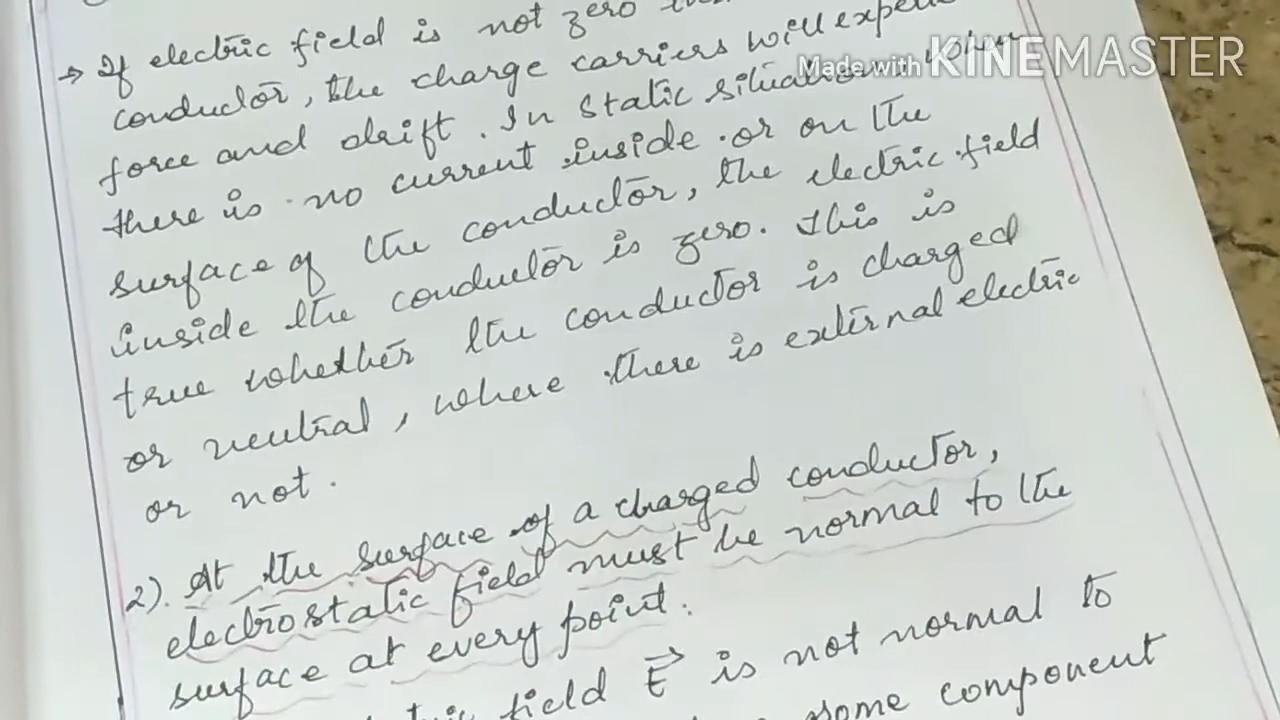 Made with KINEMASTER
→ If electric field is not zero
conductor, the charge carriers will
force and drift. In static situation, when
there is no current inside or on the
surface of the conductor, the electric field
inside the conductor is zero. This is
true whether the conductor is charged
or neutral, where there is external electric
or not.
2). At the surface of a charged conductor,
electrostatic field must be normal to the
surface at every point.
field E is not normal to
some component